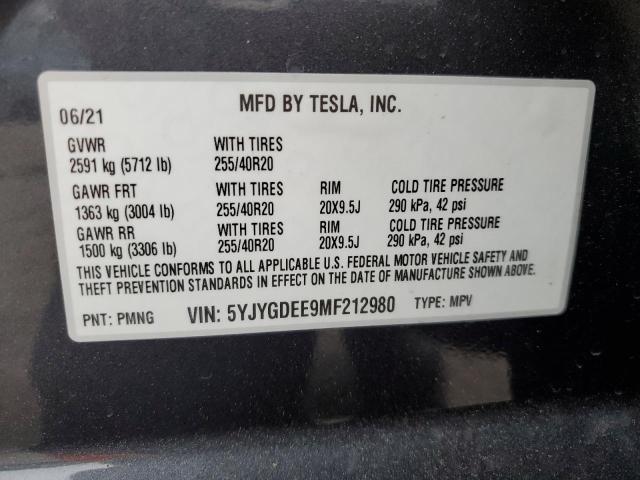 MFD BY TESLA, INC.
06/21
GVWR WITH TIRES
2591 kg (5712 lb) 255/40R20
GAWR FRT WITH TIRES RIM COLD TIRE PRESSURE
1363 kg (3004 lb) 255/40R20 20X9.5J 290 kPa, 42 psi
GAWR RR WITH TIRES RIM COLD TIRE PRESSURE
1500 kg (3306 lb) 255/40R20 20X9.5J 290 kPa, 42 psi
THIS VEHICLE CONFORMS TO ALL U.S. FEDERAL MOTOR VEHICLE SAFETY AND
THEFT PREVENTION STANDARDS IN EFFECT ON THE DATE OF MANUFACTURE SHOWN ABOVE.
PNT: PMNG VIN: 5YJYGDEE9MF212980 TYPE: MPV